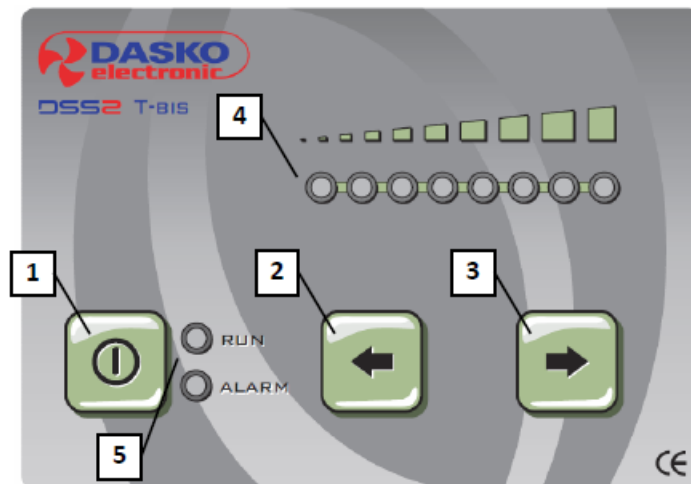 DASKO
electronic
DSS2 T-BIS
4
1
2
3
RUN
ALARM
5
CE